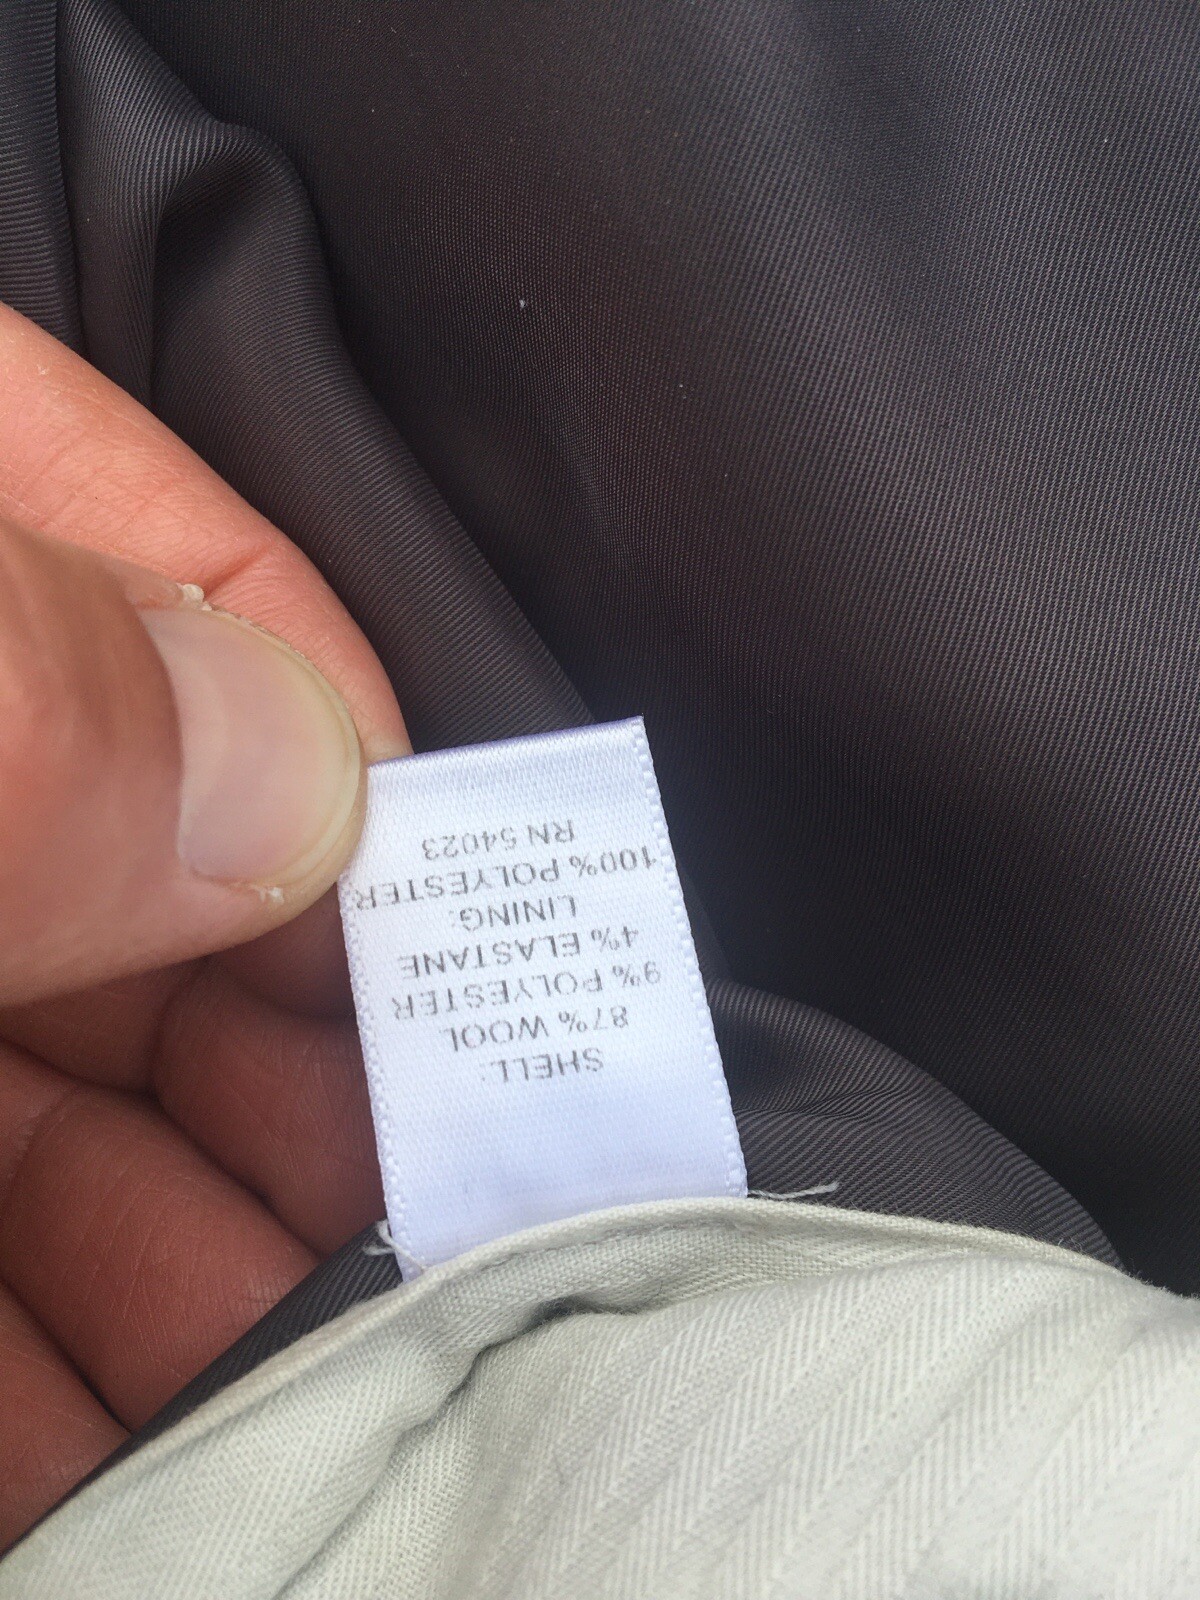 SHELL:
87% WOOL
9% POLYESTER
4% ELASTANE
LINING:
100% POLYESTER
RN 54023